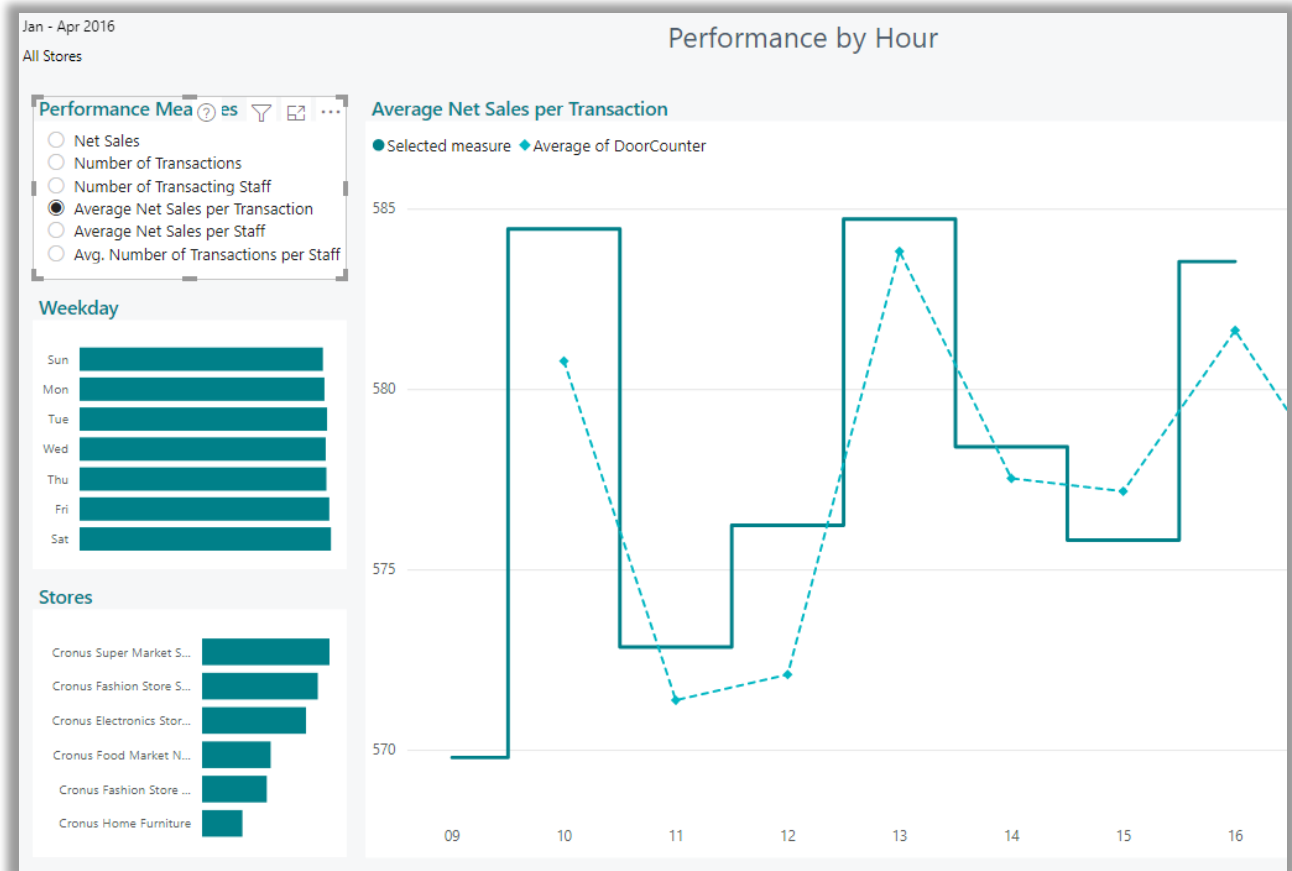 Jan - Apr 2016
All Stores
Performance by Hour
Performance Mea ? es
Net Sales
Number of Transactions
Number of Transacting Staff
Average Net Sales per Transaction
Average Net Sales per Staff
Avg. Number of Transactions per Staff
Weekday
Sun
Mon
Tue
Wed
Thu
Fri
Sat
Stores
Cronus Super Market S...
Cronus Fashion Store S...
Cronus Electronics Stor...
Cronus Food Market N...
Cronus Fashion Store ...
Cronus Home Furniture
Average Net Sales per Transaction
Selected measure Average of DoorCounter
585
580
575
570
09 10 11 12 13 14 15 16